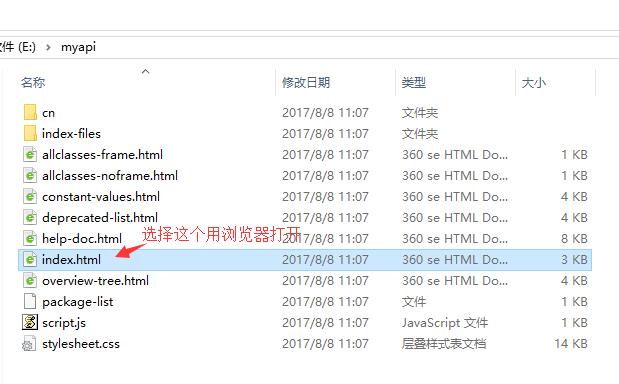 件 (E:) › myapi
名称 修改日期 类型 大小
cn 2017/8/8 11:07 文件夹
index-files 2017/8/8 11:07 文件夹
allclasses-frame.html 2017/8/8 11:07 360 se HTML Do... 1 KB
allclasses-noframe.html 2017/8/8 11:07 360 se HTML Do... 1 KB
constant-values.html 2017/8/8 11:07 360 se HTML Do... 4 KB
deprecated-list.html 2017/8/8 11:07 360 se HTML Do... 4 KB
help-doc.html 2017/8/8 11:07 360 se HTML Do... 8 KB
选择这个用浏览器打开
index.html 2017/8/8 11:07 360 se HTML Do... 3 KB
overview-tree.html 2017/8/8 11:07 360 se HTML Do... 4 KB
package-list 2017/8/8 11:07 文件 1 KB
script.js 2017/8/8 11:07 JavaScript 文件 1 KB
stylesheet.css 2017/8/8 11:07 层叠样式表文档 14 KB